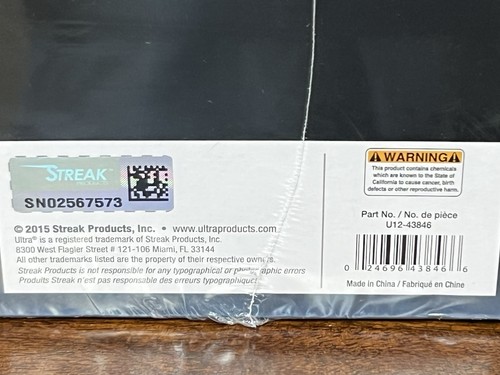 STREAK
SN02567573
© 2015 Streak Products, Inc. • www.ultraproducts.com
Ultra® is a registered trademark of Streak Products, Inc.
8300 West Flagler Street # 121-106 Miami, FL 33144
All other trademarks listed are the property of their respective owners.
Streak Products is not responsible for any typographical or photographic errors
Produits Streak n'est pas responsable des erreurs typographiques
WARNING
This product contains chemicals
which are known to the State of
California to cause cancer, birth
defects or other reproductive harm.
Part No. / No. de pièce
U12-43846
0 24696 43846 6
Made in China / Fabriqué en Chine